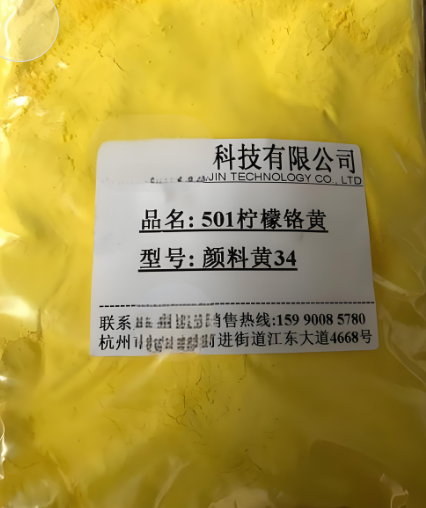 科技有限公司
JIN TECHNOLOGY CO., LTD
品名: 501柠檬铬黄
型号: 颜料黄34
联系 销售热线:159 9008 5780
杭州 进街道江东大道4668号